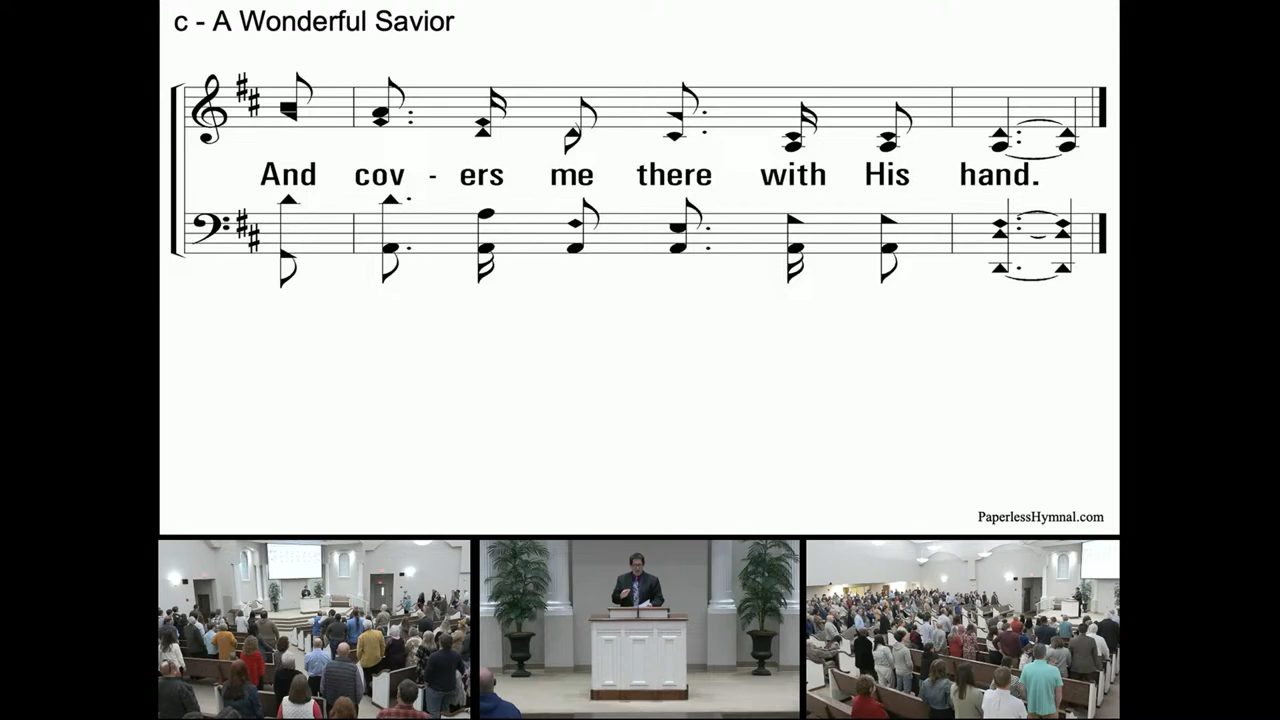 c - A Wonderful Savior
And cov - ers me there with His hand.
PaperlessHymnal.com